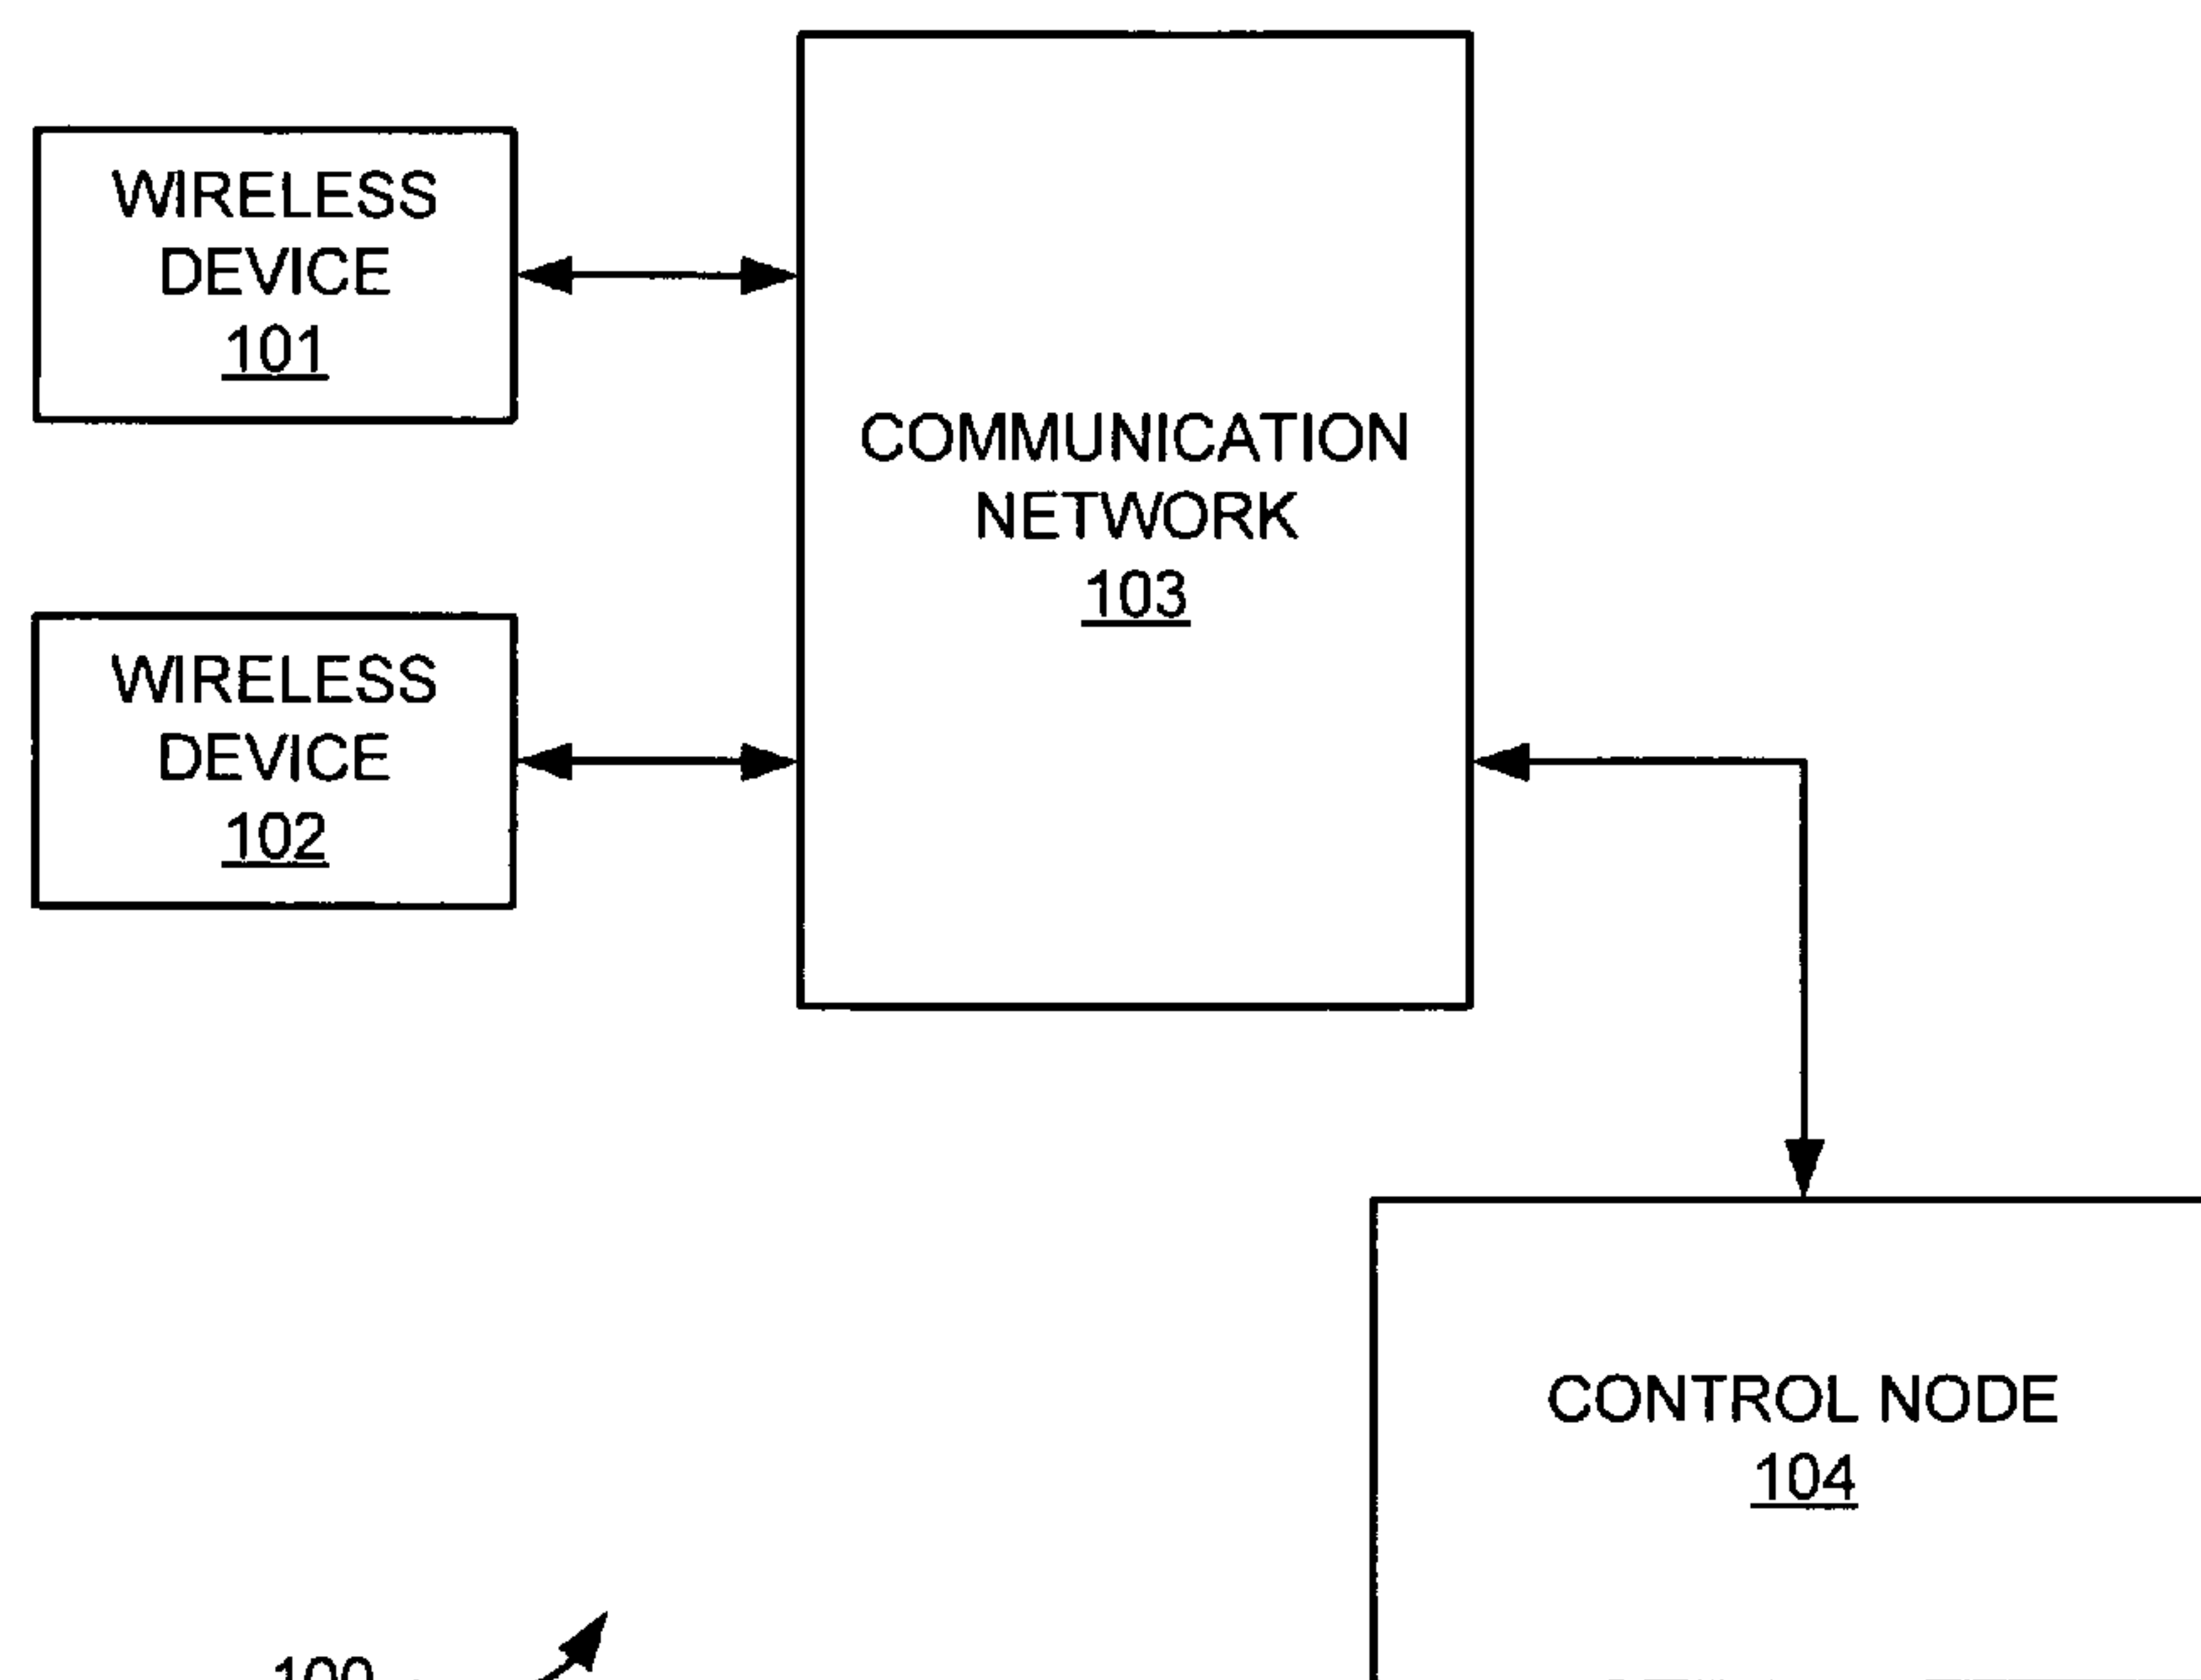 WIRELESS
DEVICE
101
COMMUNICATION
NETWORK
103
WIRELESS
DEVICE
102
CONTROL NODE
104
100